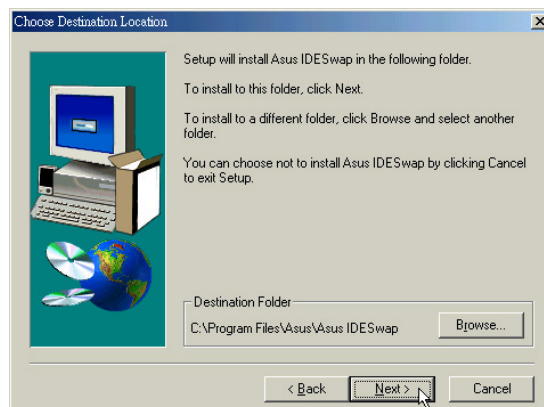 Choose Destination Location
Setup will install Asus IDESwap in the following folder.
To install to this folder, click Next.
To install to a different folder, click Browse and select another
folder.
You can choose not to install Asus IDESwap by clicking Cancel
to exit Setup.
Destination Folder
C:\Program Files\Asus\Asus IDESwap
Browse...
< Back
Next >
Cancel